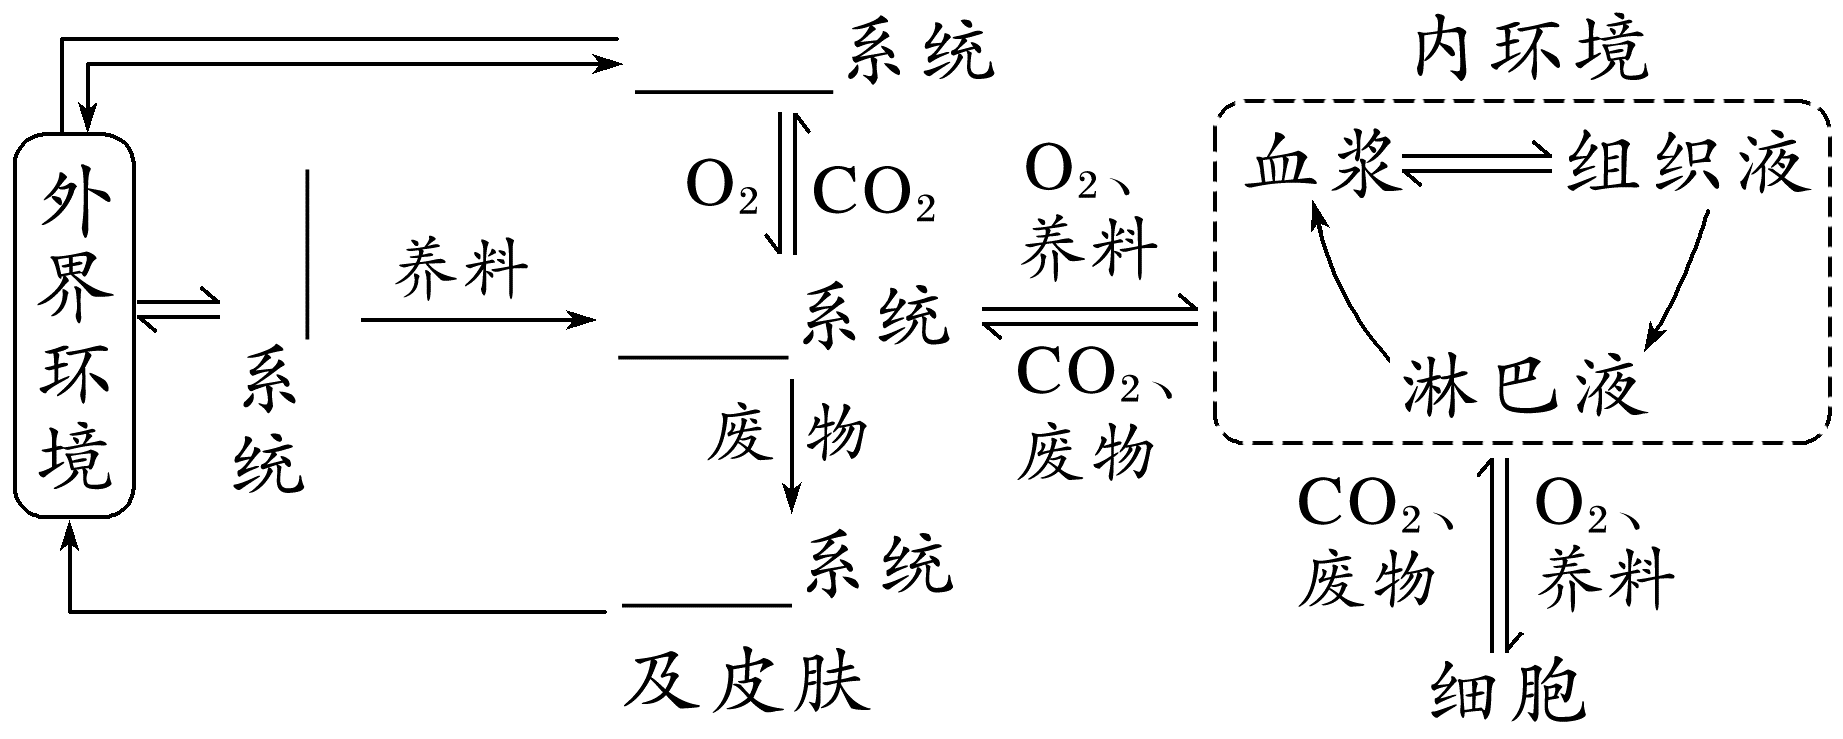 系统
内环境
外界环境
O₂
CO₂
O₂、
养料
血浆
组织液
养料
系统
系统
CO₂、
废物
淋巴液
废物
系统
及皮肤
CO₂、
废物
O₂、
养料
细胞